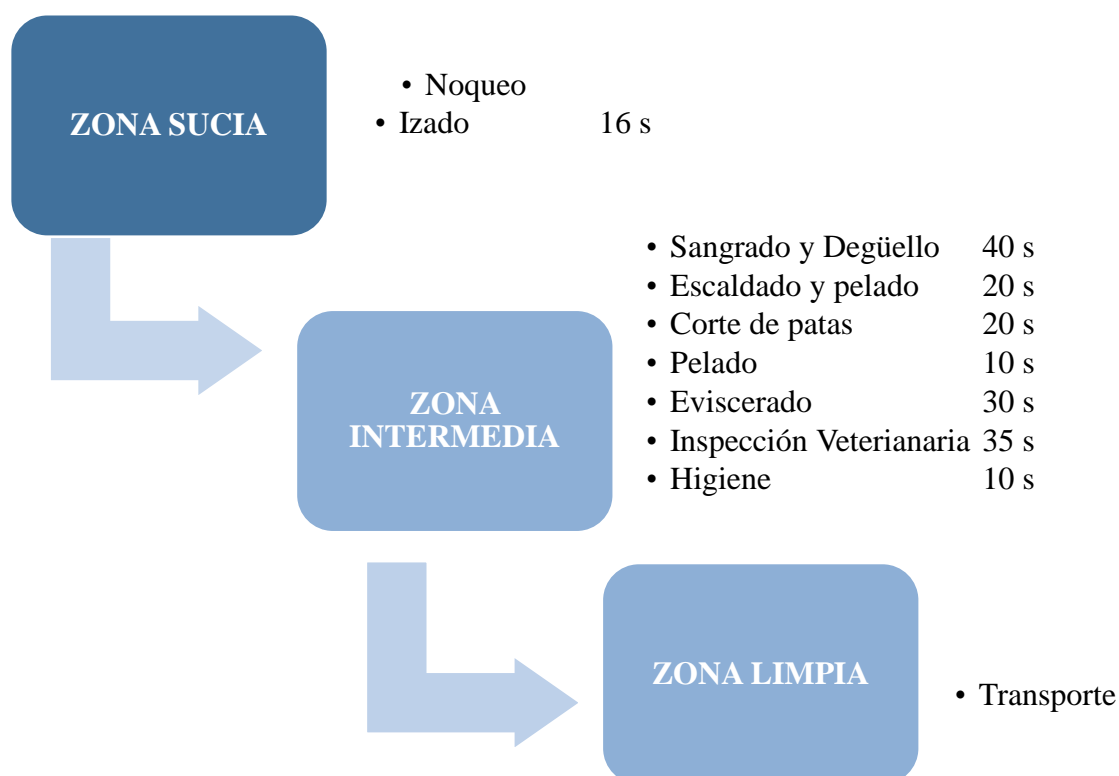 ZONA SUCIA
• Noqueo
• Izado 16 s
ZONA
INTERMEDIA
• Sangrado y Degüello 40 s
• Escaldado y pelado 20 s
• Corte de patas 20 s
• Pelado 10 s
• Eviscerado 30 s
• Inspección Veterianaria 35 s
• Higiene 10 s
ZONA LIMPIA
• Transporte